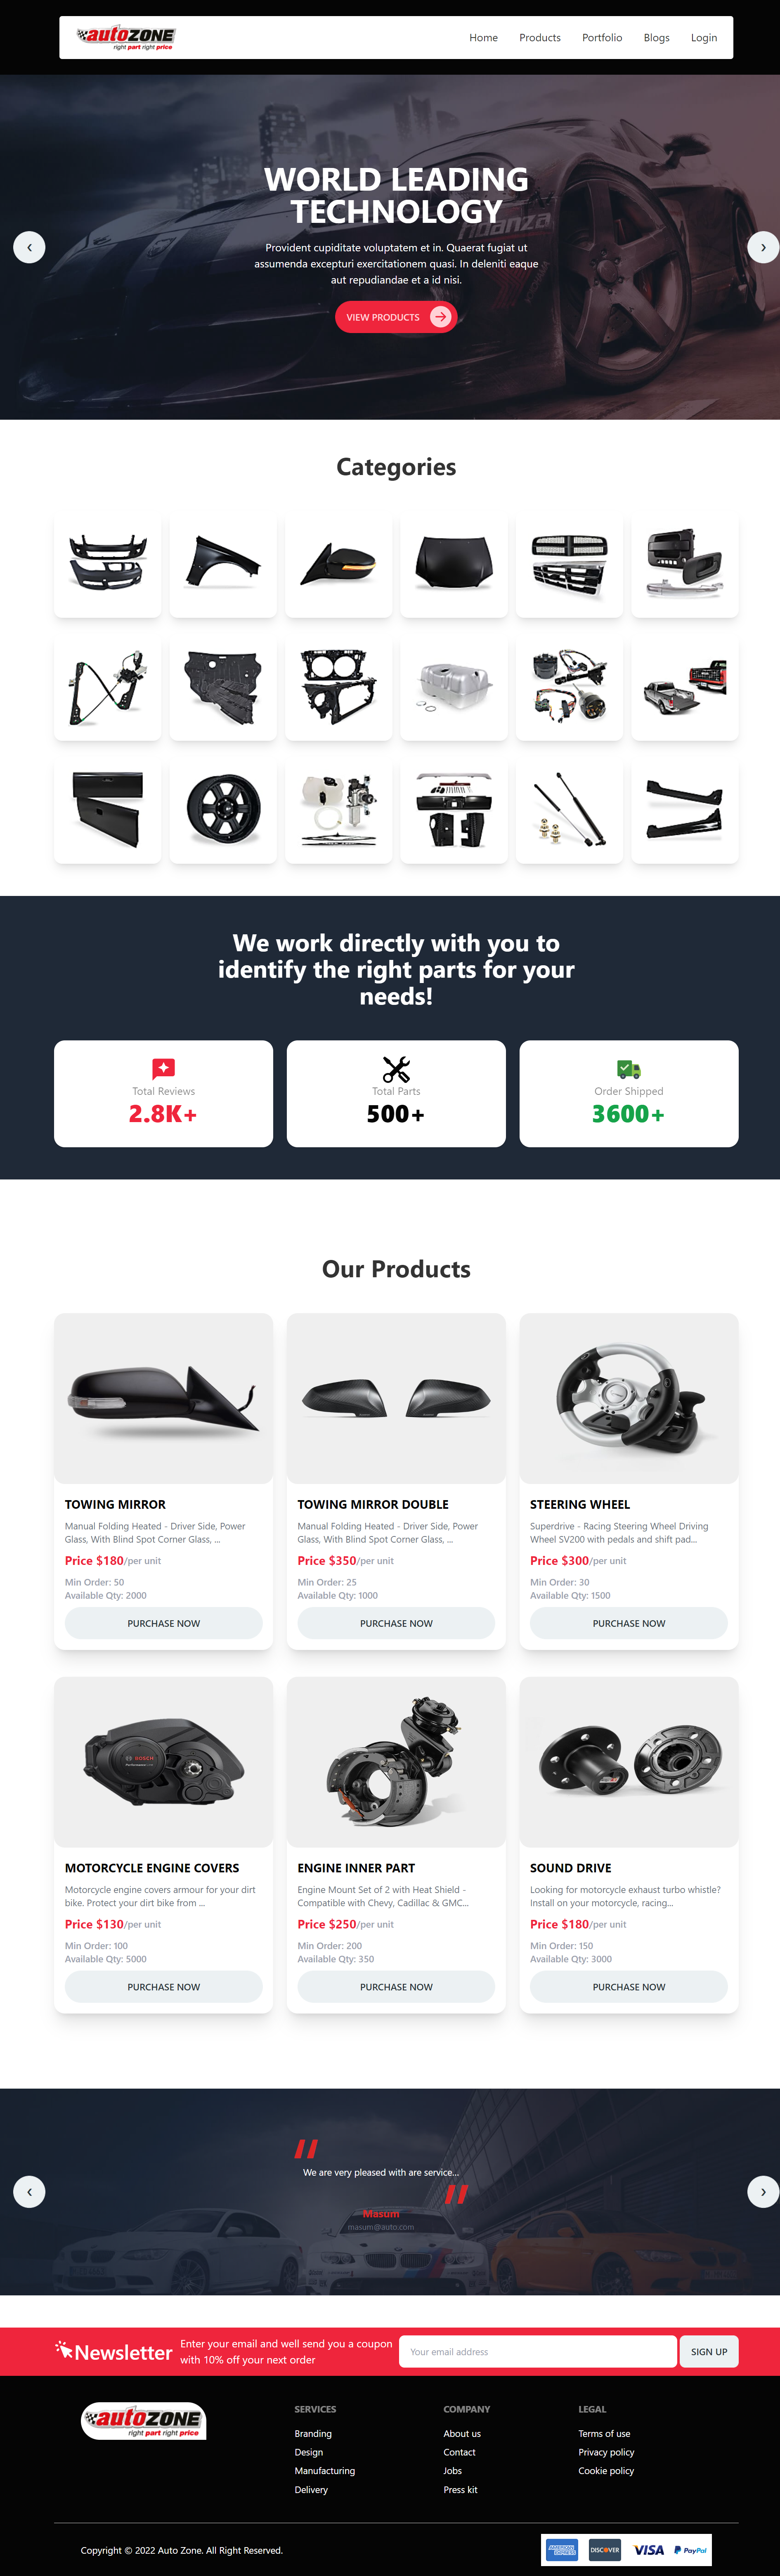 autoZONE
right part right price
Home Products Portfolio Blogs Login
WORLD LEADING
TECHNOLOGY
Provident cupiditate voluptatem et in. Quaerat fugiat ut
assumenda excepturi exercitationem quasi. In deleniti eaque
aut repudiandae et a id nisi.
❮
❯
VIEW PRODUCTS
Categories
We work directly with you to
identify the right parts for your
needs!
Total Reviews
2.8K+
Total Parts
500+
Order Shipped
3600+
Our Products
TOWING MIRROR
Manual Folding Heated - Driver Side, Power
Glass, With Blind Spot Corner Glass, ...
Price $180/per unit
Min Order: 50
Available Qty: 2000
PURCHASE NOW
TOWING MIRROR DOUBLE
Manual Folding Heated - Driver Side, Power
Glass, With Blind Spot Corner Glass, ...
Price $350/per unit
Min Order: 25
Available Qty: 1000
PURCHASE NOW
STEERING WHEEL
Superdrive - Racing Steering Wheel Driving
Wheel SV200 with pedals and shift pad...
Price $300/per unit
Min Order: 30
Available Qty: 1500
PURCHASE NOW
BOSCH
MOTORCYCLE ENGINE COVERS
Motorcycle engine covers armour for your dirt
bike. Protect your dirt bike from ...
Price $130/per unit
Min Order: 100
Available Qty: 5000
PURCHASE NOW
ENGINE INNER PART
Engine Mount Set of 2 with Heat Shield -
Compatible with Chevy, Cadillac & GMC...
Price $250/per unit
Min Order: 200
Available Qty: 350
PURCHASE NOW
SOUND DRIVE
Looking for motorcycle exhaust turbo whistle?
Install on your motorcycle, racing...
Price $180/per unit
Min Order: 150
Available Qty: 3000
PURCHASE NOW
We are very pleased with are service...
Masum
masum@auto.com
❮
❯
Newsletter
Enter your email and well send you a coupon
with 10% off your next order
Your email address
SIGN UP
autoZONE
right part right price
SERVICES
Branding
Design
Manufacturing
Delivery
COMPANY
About us
Contact
Jobs
Press kit
LEGAL
Terms of use
Privacy policy
Cookie policy
Copyright © 2022 Auto Zone. All Right Reserved.
AMERICAN EXPRESS
DISCOVER
VISA
PayPal